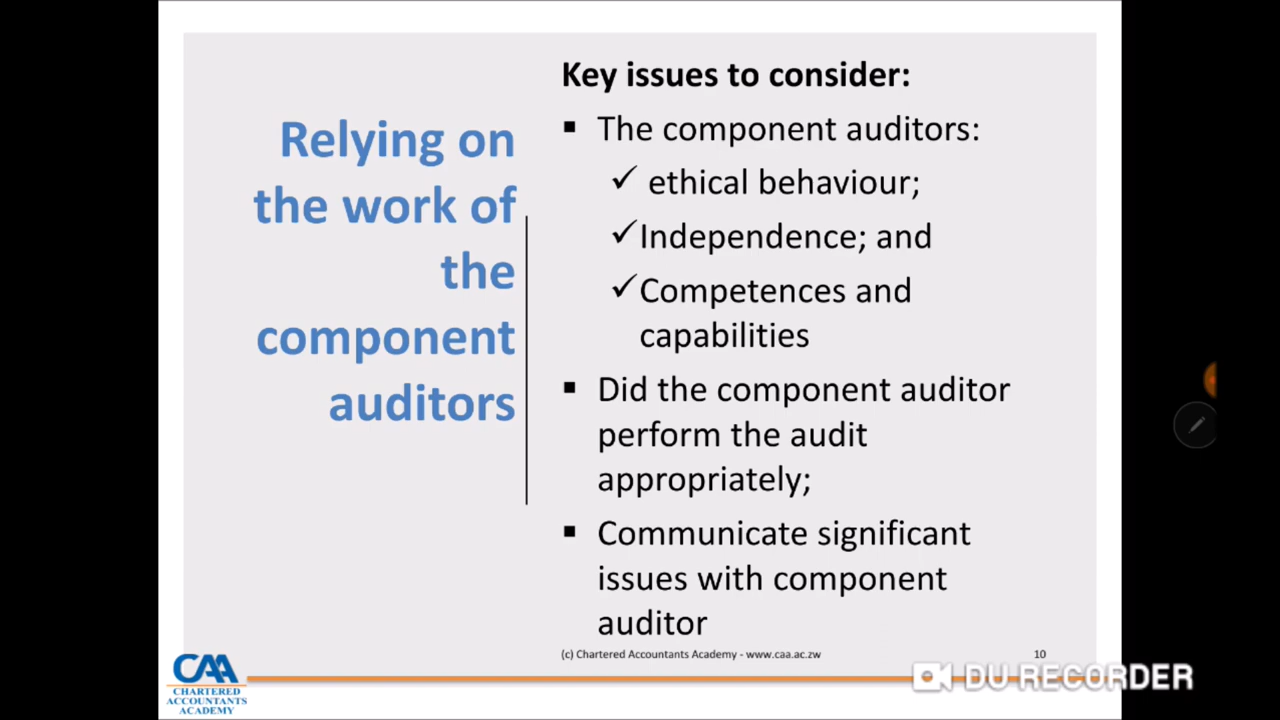 Relying on
the work of
the
component
auditors
Key issues to consider:
▪ The component auditors:
✓ ethical behaviour;
✓Independence; and
✓Competences and
capabilities
▪ Did the component auditor
perform the audit
appropriately;
▪ Communicate significant
issues with component
auditor
(c) Chartered Accountants Academy - www.caa.ac.zw
10
CAA
CHARTERED
ACCOUNTANTS
ACADEMY
DU RECORDER